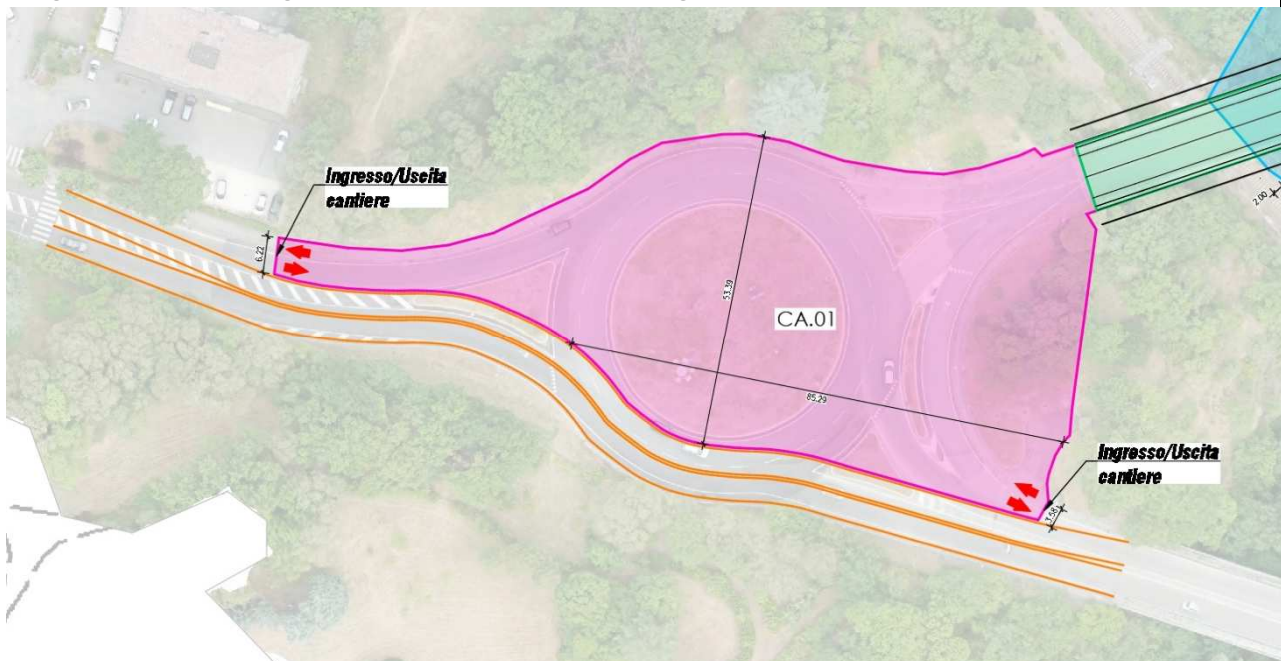 Ingresso/Uscita
cantiere
6.22
53.39
CA.01
85.29
2.00
Ingresso/Uscita
cantiere
3.58